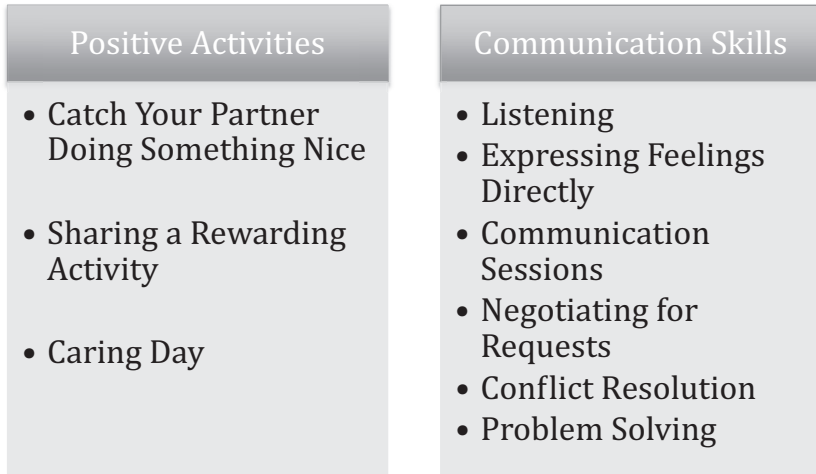 Positive Activities
• Catch Your Partner
Doing Something Nice
• Sharing a Rewarding
Activity
• Caring Day
Communication Skills
• Listening
• Expressing Feelings
Directly
• Communication
Sessions
• Negotiating for
Requests
• Conflict Resolution
• Problem Solving